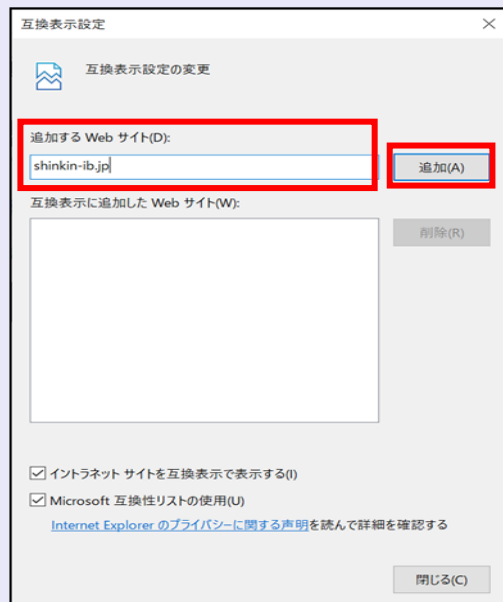 互換表示設定
互換表示設定の変更
追加する Web サイト(D):
shinkin-ib.jp
追加(A)
互換表示に追加した Web サイト(W):
削除(R)
イントラネット サイトを互換表示で表示する(I)
Microsoft 互換性リストの使用(U)
Internet Explorer のプライバシーに関する声明を読んで詳細を確認する
閉じる(C)